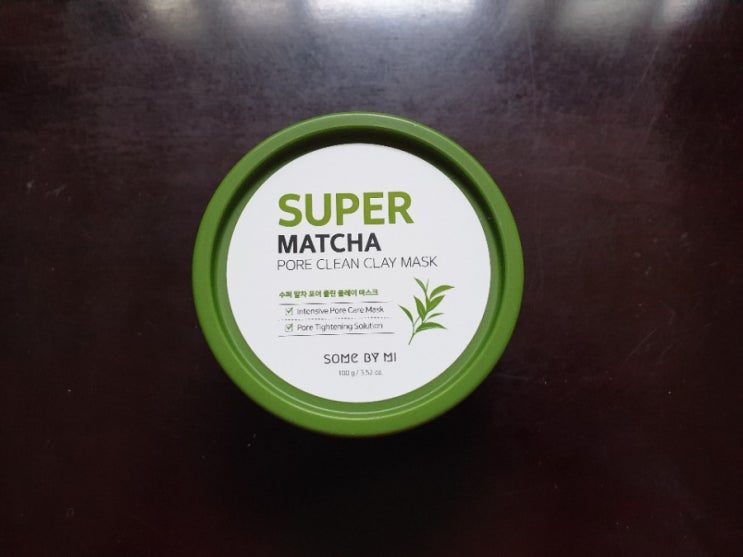 SUPER
MATCHA
PORE CLEAN CLAY MASK
수퍼 말차 포어 클린 클레이 마스크
Intensive Pore Care Mask
Pore Tightening Solution
SOME BY MI
100 g / 3.52 oz.